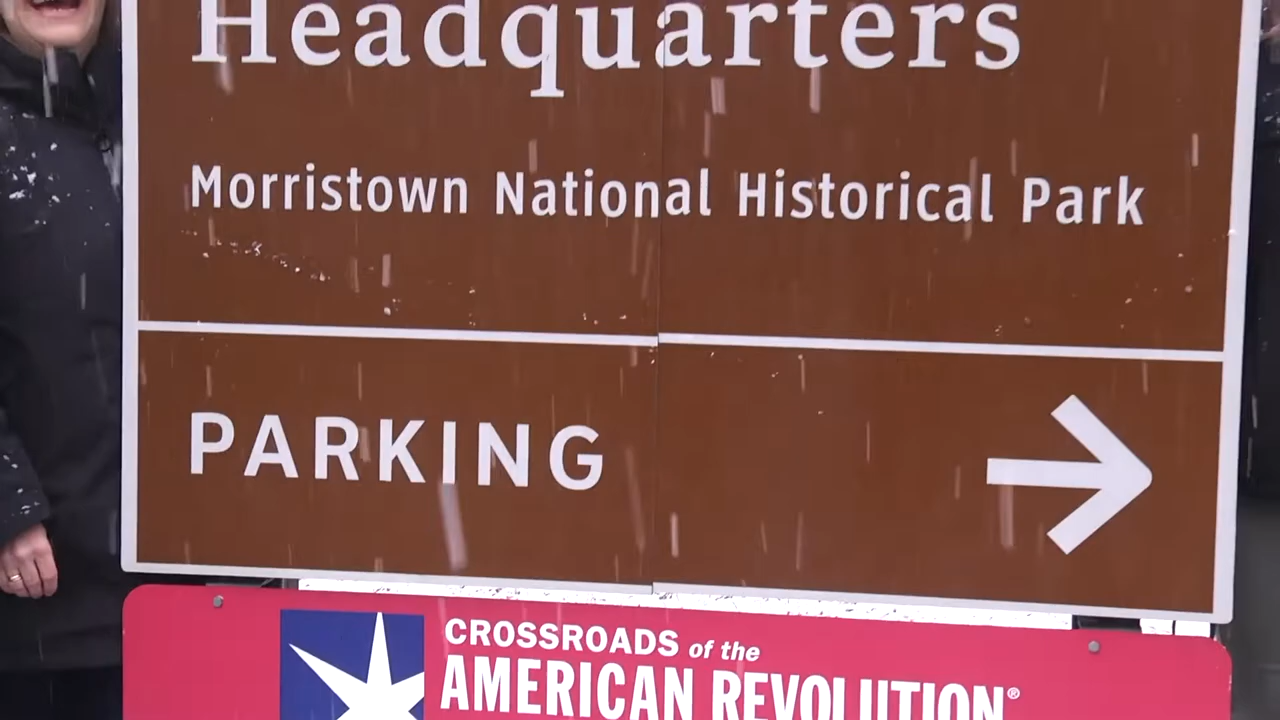 Headquarters
Morristown National Historical Park
PARKING
CROSSROADS of the
AMERICAN REVOLUTION®